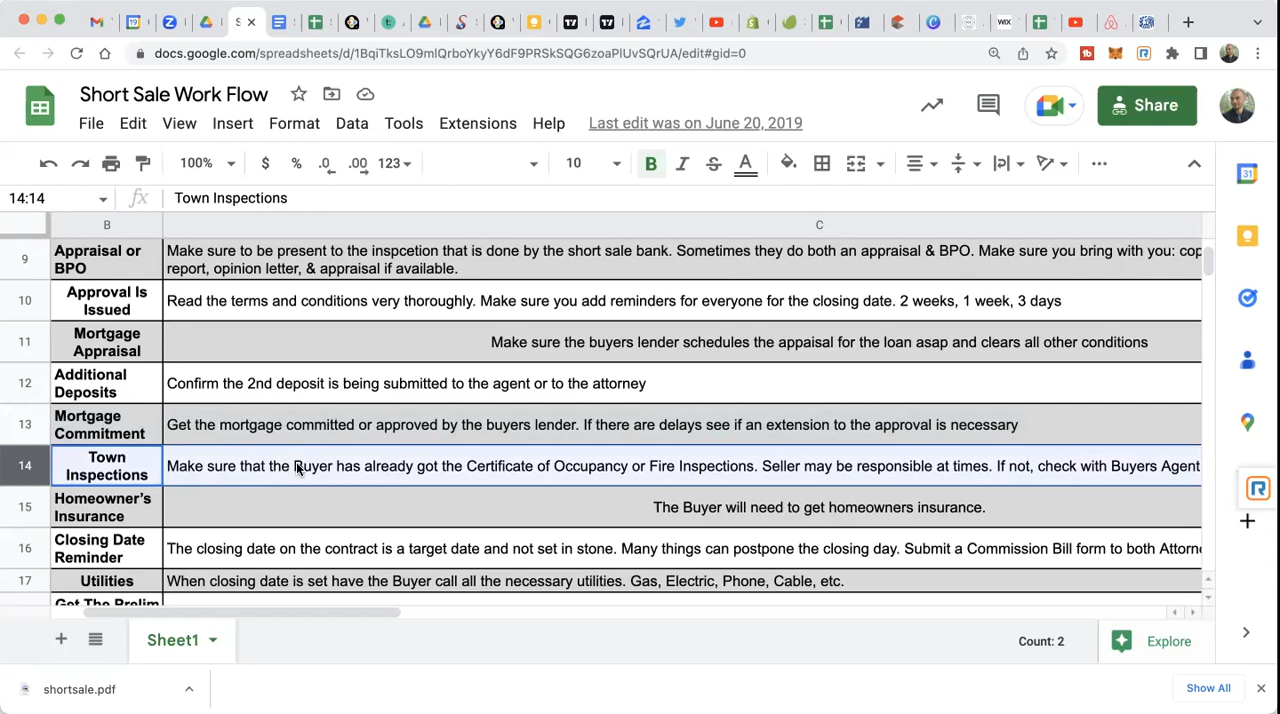 S
WIX
docs.google.com/spreadsheets/d/1BqiTksLO9mlQrboYkyY6dF9PRSkSQG6zoaPlUvSQrUA/edit#gid=0
Short Sale Work Flow
Share
File Edit View Insert Format Data Tools Extensions Help Last edit was on June 20, 2019
100% $ % .0 .00 123 10 B I S A
14:14 fx Town Inspections
B C
9 Appraisal or BPO Make sure to be present to the inspcetion that is done by the short sale bank. Sometimes they do both an appraisal & BPO. Make sure you bring with you: cop
report, opinion letter, & appraisal if available.
10 Approval Is Issued Read the terms and conditions very thoroughly. Make sure you add reminders for everyone for the closing date. 2 weeks, 1 week, 3 days
11 Mortgage Appraisal Make sure the buyers lender schedules the appaisal for the loan asap and clears all other conditions
12 Additional Deposits Confirm the 2nd deposit is being submitted to the agent or to the attorney
13 Mortgage Commitment Get the mortgage committed or approved by the buyers lender. If there are delays see if an extension to the approval is necessary
14 Town Inspections Make sure that the Buyer has already got the Certificate of Occupancy or Fire Inspections. Seller may be responsible at times. If not, check with Buyers Agent
15 Homeowner's Insurance The Buyer will need to get homeowners insurance.
16 Closing Date Reminder The closing date on the contract is a target date and not set in stone. Many things can postpone the closing day. Submit a Commission Bill form to both Attorne
17 Utilities When closing date is set have the Buyer call all the necessary utilities. Gas, Electric, Phone, Cable, etc.
Get The Prelim
Sheet1 Count: 2 Explore
shortsale.pdf Show All